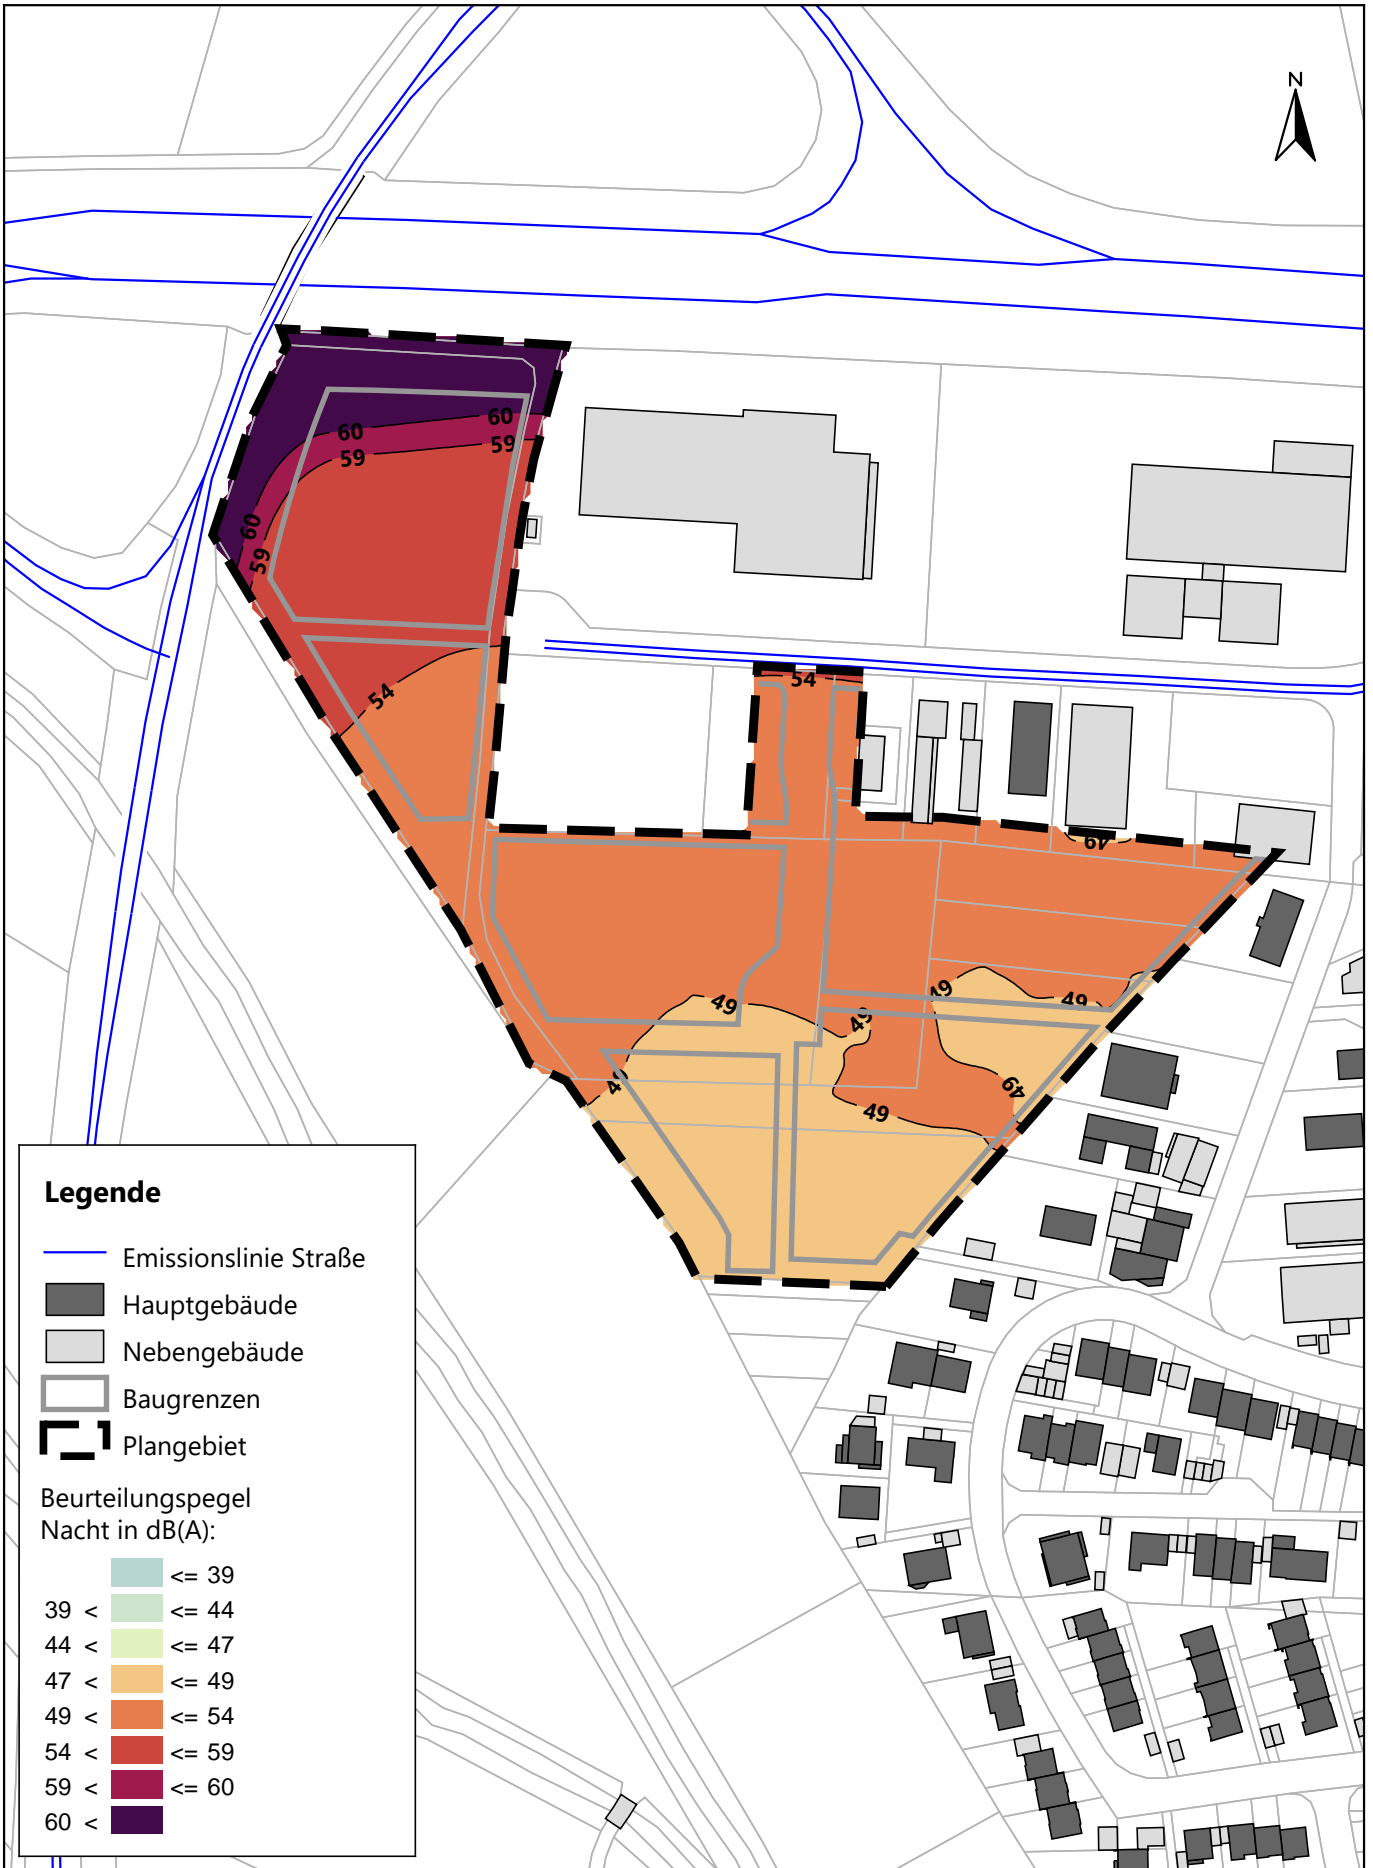 N
60
60
59
59
60
59
54
54
49
49
49
49
49
49
49
49
Legende
Emissionslinie Straße
Hauptgebäude
Nebengebäude
Baugrenzen
Plangebiet
Beurteilungspegel
Nacht in dB(A):
<= 39
39 < <= 44
44 < <= 47
47 < <= 49
49 < <= 54
54 < <= 59
59 < <= 60
60 <